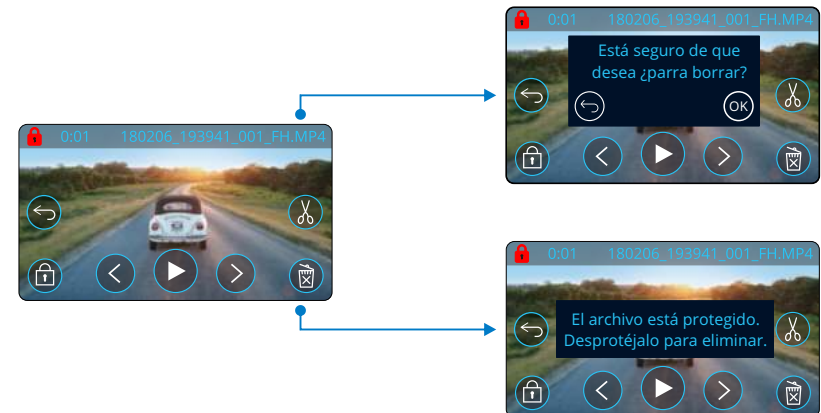 0:01 180206_193941_001_FH.MP4
Está seguro de que
desea ¿parra borrar?
OK
0:01 180206_193941_001_FH.MP4
0:01 180206_193941_001_FH.MP4
El archivo está protegido.
Desprotéjalo para eliminar.